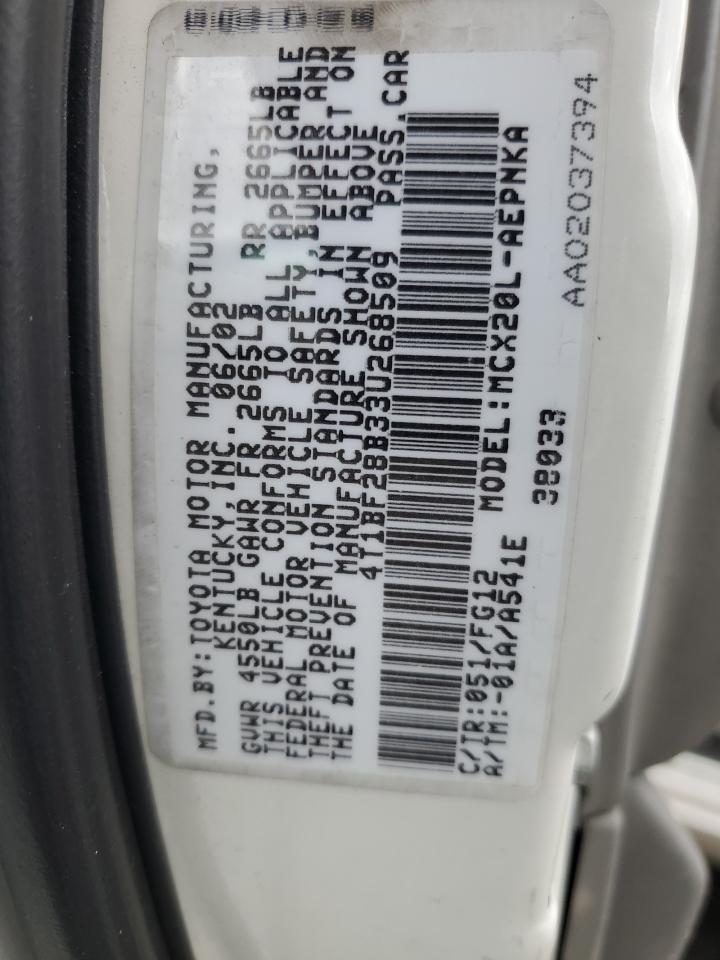 MFD.BY:TOYOTA MOTOR MANUFACTURING,
KENTUCKY,INC. 06/02
GVWR 4550LB GAWR FR 2665LB RR 2665LB
THIS VEHICLE CONFORMS TO ALL APPLICABLE
FEDERAL MOTOR VEHICLE SAFETY,BUMPER AND
THEFT PREVENTION STANDARDS IN EFFECT ON
THE DATE OF MANUFACTURE SHOWN ABOVE
4T1BF28B33U268509 PASS.CAR
C/TR:051/FG12 MODEL:MCX20L-AEPNKA
A/TM:-01A/A541E 38033
AA02037394